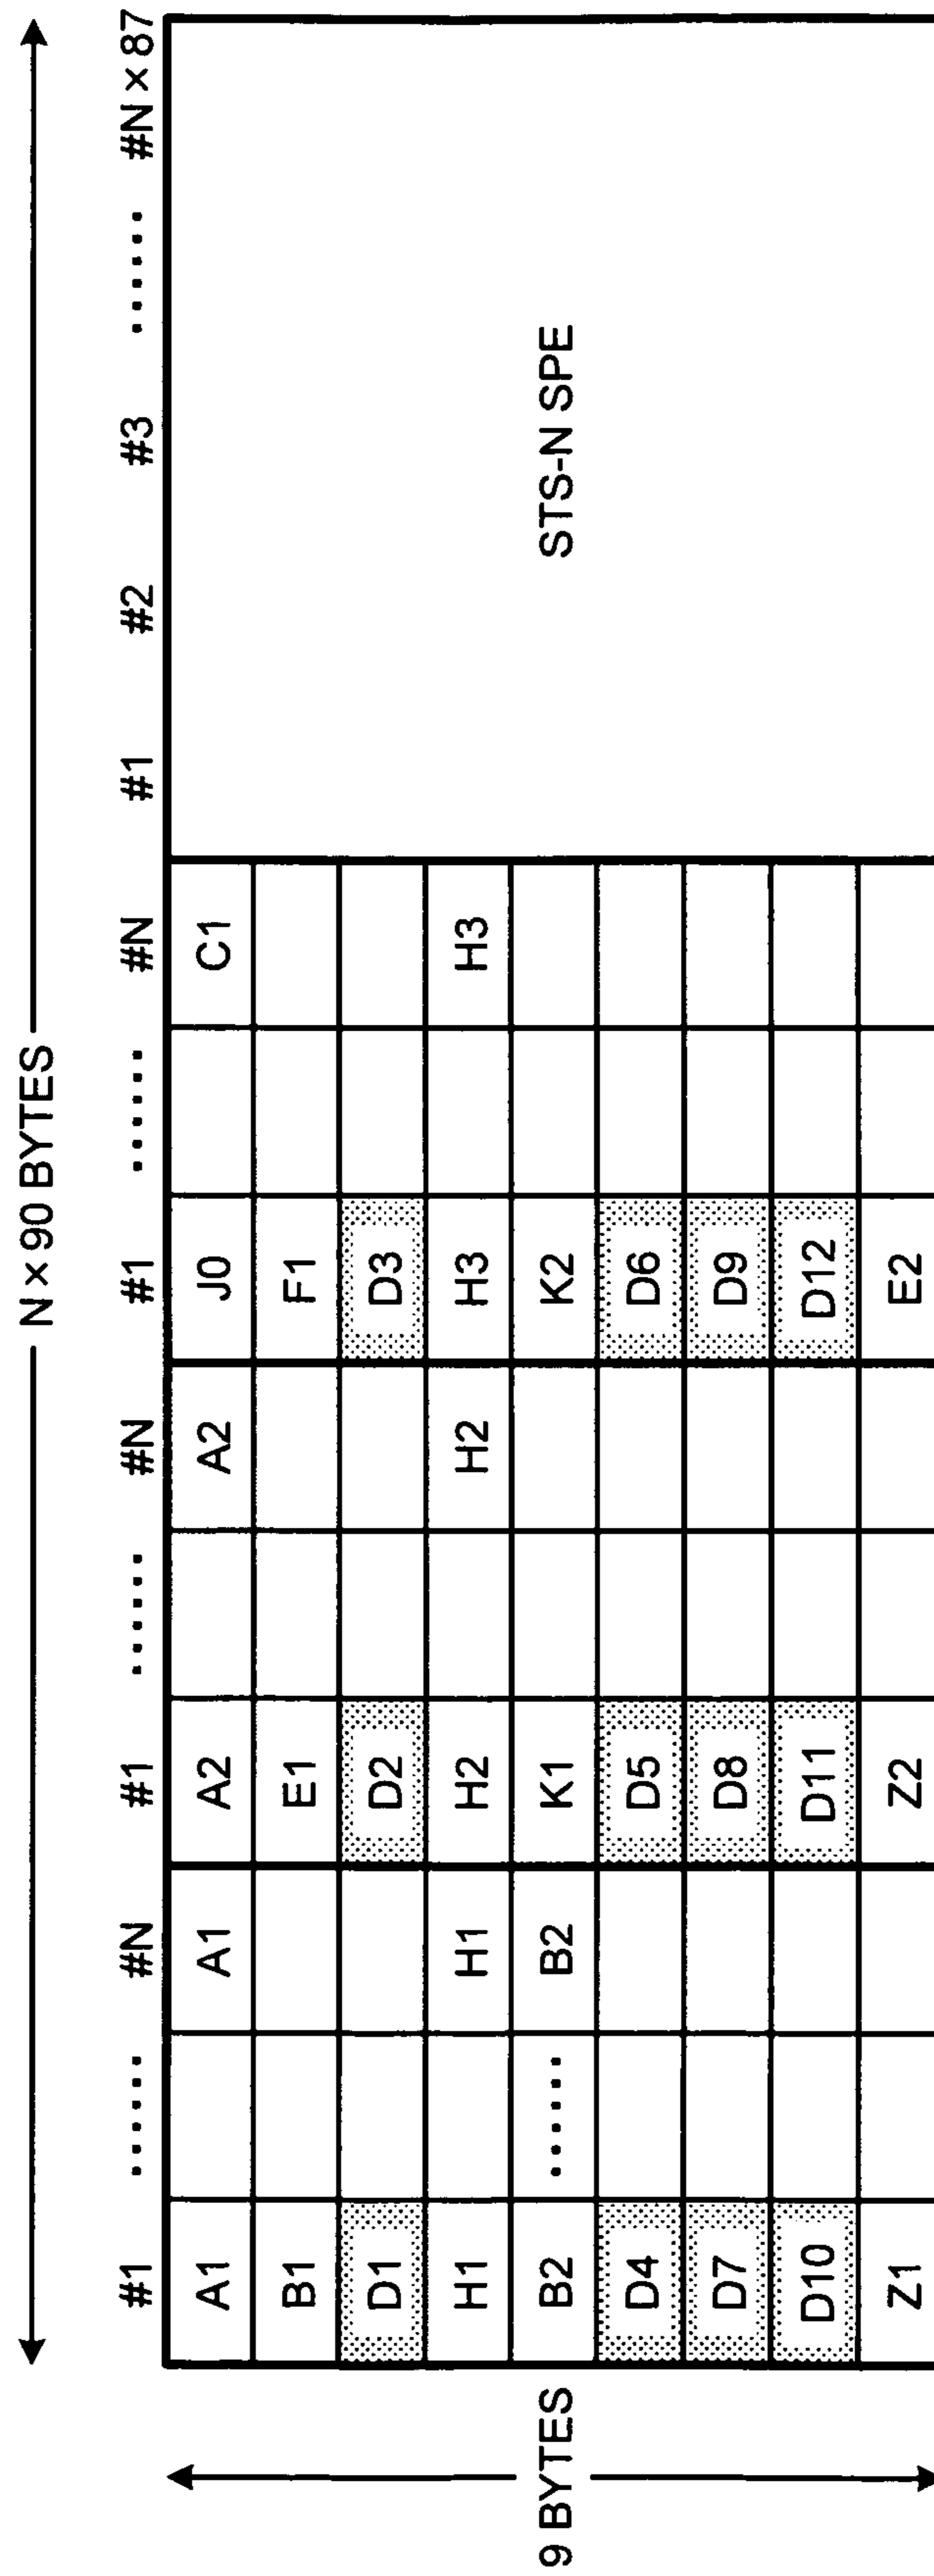 N × 90 BYTES
#1 ······ #N #1 ······ #N #1 ······ #N #1 #2 #3 ······ #N × 87
A1 A1 A2 A2 J0 C1
B1 E1 F1
D1 D2 D3
H1 H1 H2 H2 H3 H3
9 BYTES B2 ······ B2 K1 K2 STS-N SPE
D4 D5 D6
D7 D8 D9
D10 D11 D12
Z1 Z2 E2